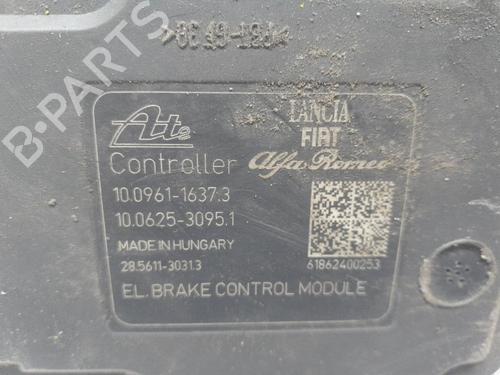 Ate
LANCIA
FIAT
Alfa Romeo
Controller
10.0961-1637.3
10.0625-3095.1
MADE IN HUNGARY
28.5611-3031.3
61862400253
EL. BRAKE CONTROL MODULE